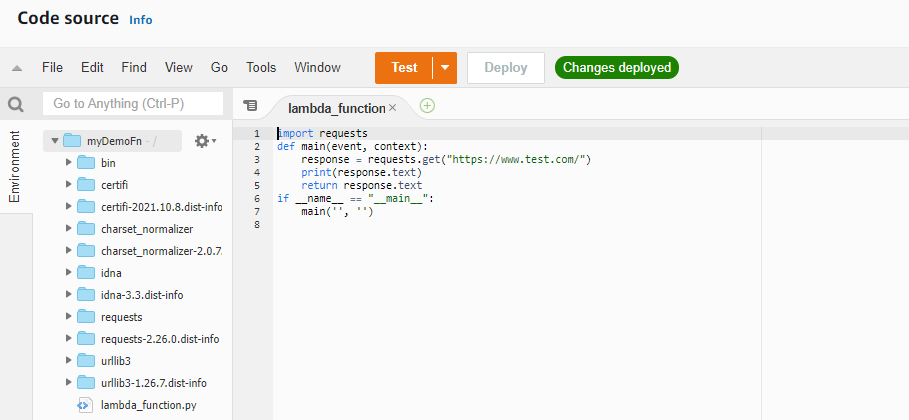 Code source Info
File Edit Find View Go Tools Window Test Deploy Changes deployed
Go to Anything (Ctrl-P)
lambda_function
Environment
myDemoFn - /
bin
certifi
certifi-2021.10.8.dist-info
charset_normalizer
charset_normalizer-2.0.7.
idna
idna-3.3.dist-info
requests
requests-2.26.0.dist-info
urllib3
urllib3-1.26.7.dist-info
lambda_function.py
1 import requests
2 def main(event, context):
3 response = requests.get("https://www.test.com/")
4 print(response.text)
5 return response.text
6 if __name__ == "__main__":
7 main('', '')
8